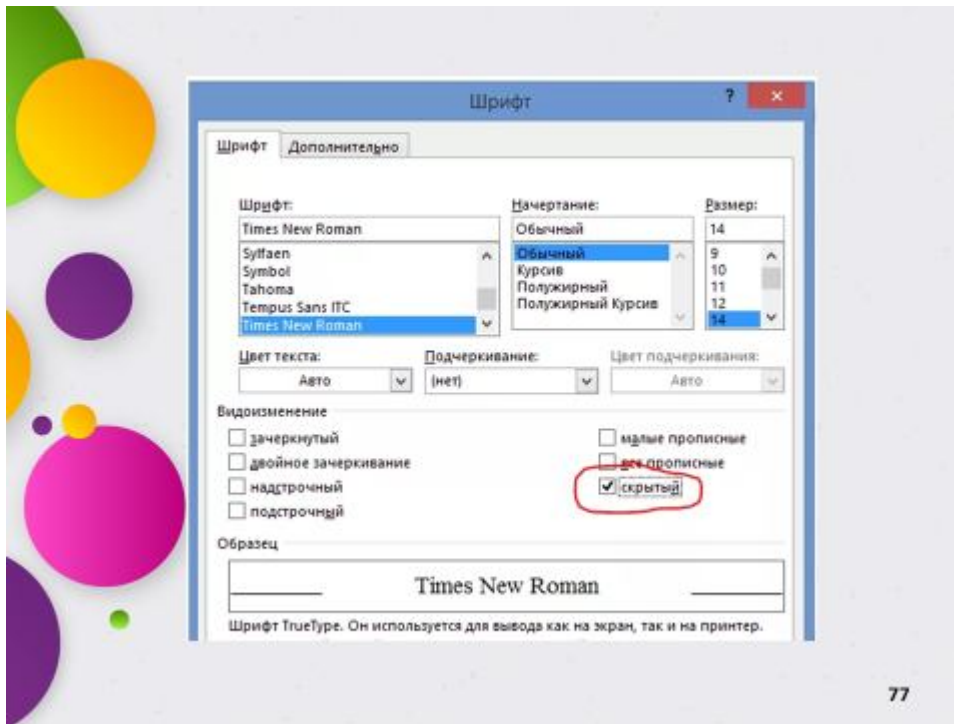 Шрифт ?
Шрифт Дополнительно
Шрифт: Начертание: Размер:
Times New Roman Обычный 14
Sylfaen Обычный 9
Symbol Курсив 10
Tahoma Полужирный 11
Tempus Sans ITC Полужирный Курсив 12
Times New Roman 14
Цвет текста: Подчеркивание: Цвет подчеркивания:
Авто (нет) Авто
Видоизменение
зачеркнутый малые прописные
двойное зачеркивание все прописные
надстрочный скрытый
подстрочный
Образец
Times New Roman
Шрифт TrueType. Он используется для вывода как на экран, так и на принтер.
77